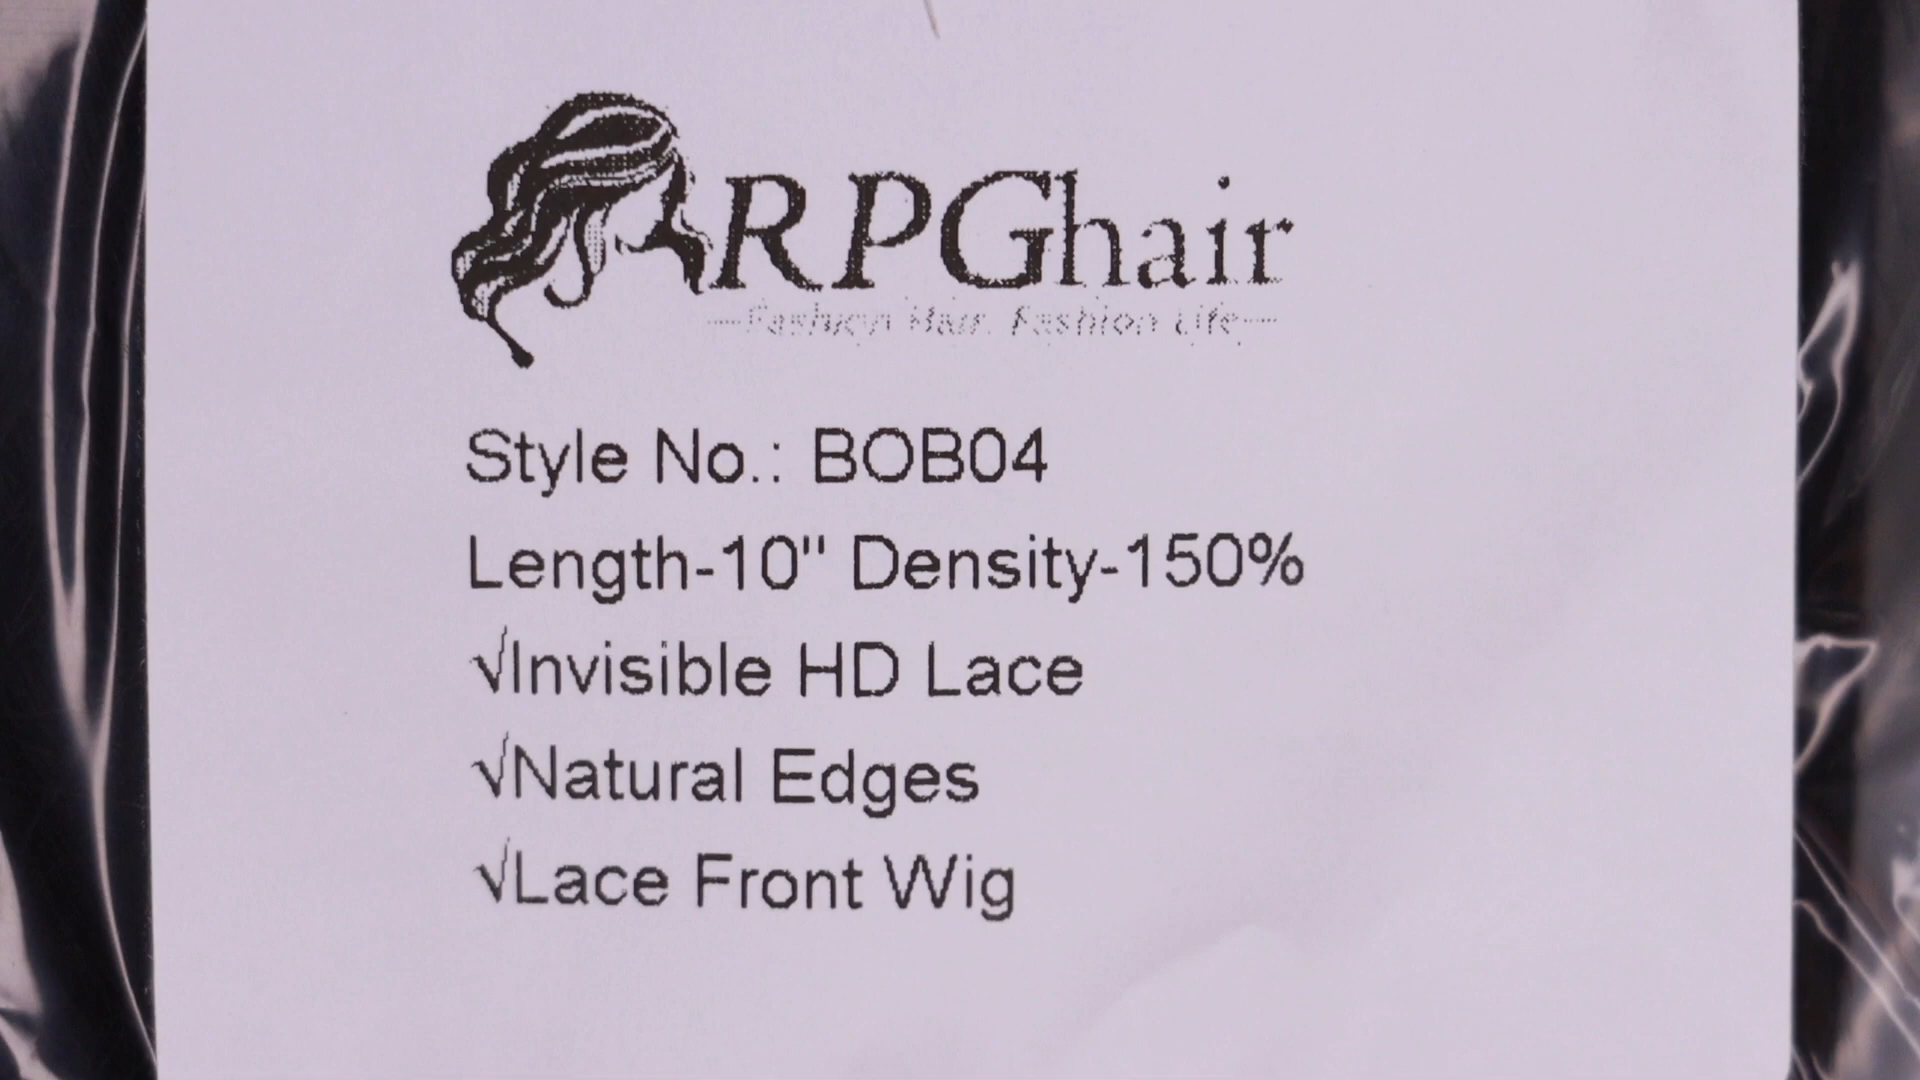 RPGhair
—Fashion Hair. Fashion Life—
Style No.: BOB04
Length-10" Density-150%
√Invisible HD Lace
√Natural Edges
√Lace Front Wig